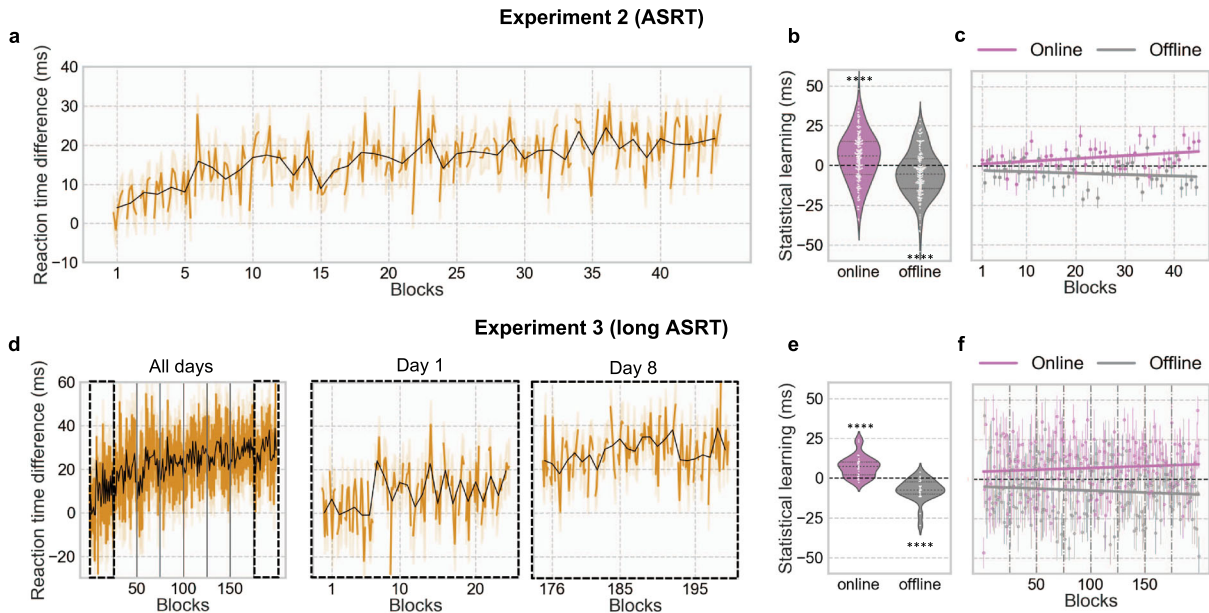 Experiment 2 (ASRT)
a
Reaction time difference (ms)
40
30
20
10
0
−10
1 5 10 15 20 25 30 35 40
Blocks
b
Statistical learning (ms)
50
25
0
−25
−50
****
****
online offline
c
Online Offline
1 10 20 30 40
Blocks
Experiment 3 (long ASRT)
d
Reaction time difference (ms)
60
40
20
0
−20
All days
50 100 150
Blocks
Day 1
1 10 20
Blocks
Day 8
176 185 195
Blocks
e
Statistical learning (ms)
50
25
0
−25
−50
****
****
online offline
f
Online Offline
50 100 150
Blocks